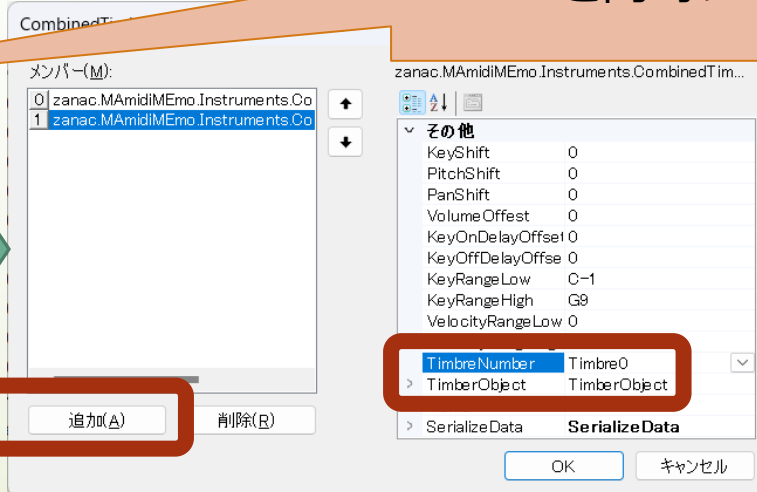 メンバー(M):
0 zanac.MAmidiMEmo.Instruments.Co
1 zanac.MAmidiMEmo.Instruments.Co
追加(A)
削除(R)
zanac.MAmidiMEmo.Instruments.CombinedTim...
その他
KeyShift 0
PitchShift 0
PanShift 0
VolumeOffest 0
KeyOnDelayOffset 0
KeyOffDelayOffse 0
KeyRangeLow C-1
KeyRangeHigh G9
VelocityRangeLow 0
TimbreNumber Timbre0
TimberObject TimberObject
SerializeData SerializeData
OK
キャンセル